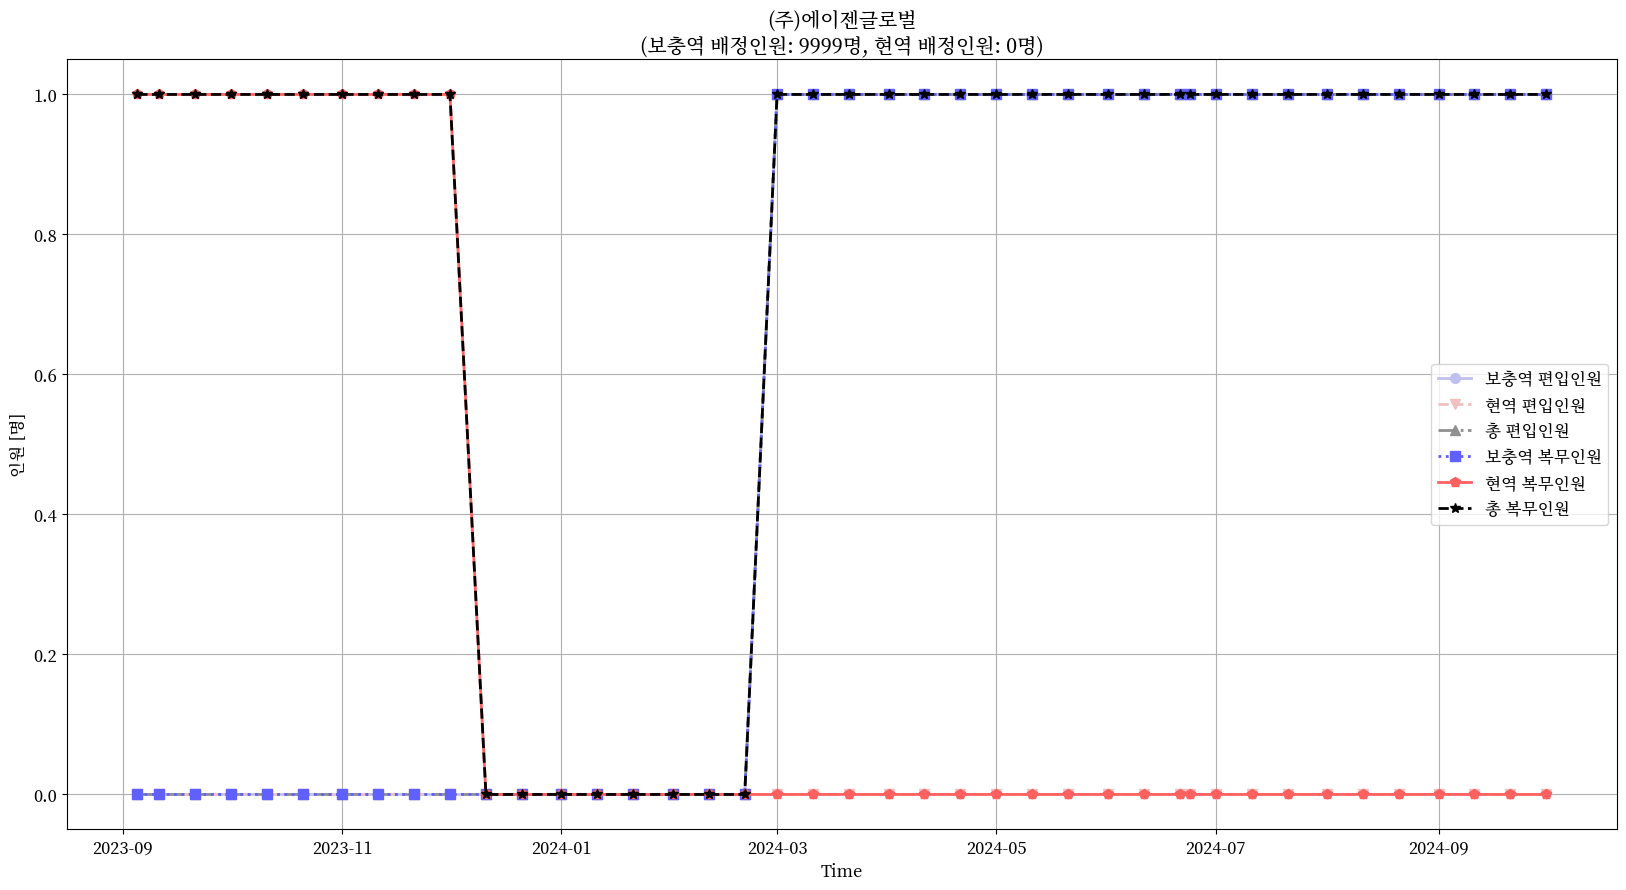 (주)에이젠글로벌
(보충역 배정인원: 9999명, 현역 배정인원: 0명)
1.0
0.8
0.6
0.4
0.2
0.0
인원 [명]
보충역 편입인원
현역 편입인원
총 편입인원
보충역 복무인원
현역 복무인원
총 복무인원
2023-09 2023-11 2024-01 2024-03 2024-05 2024-07 2024-09
Time